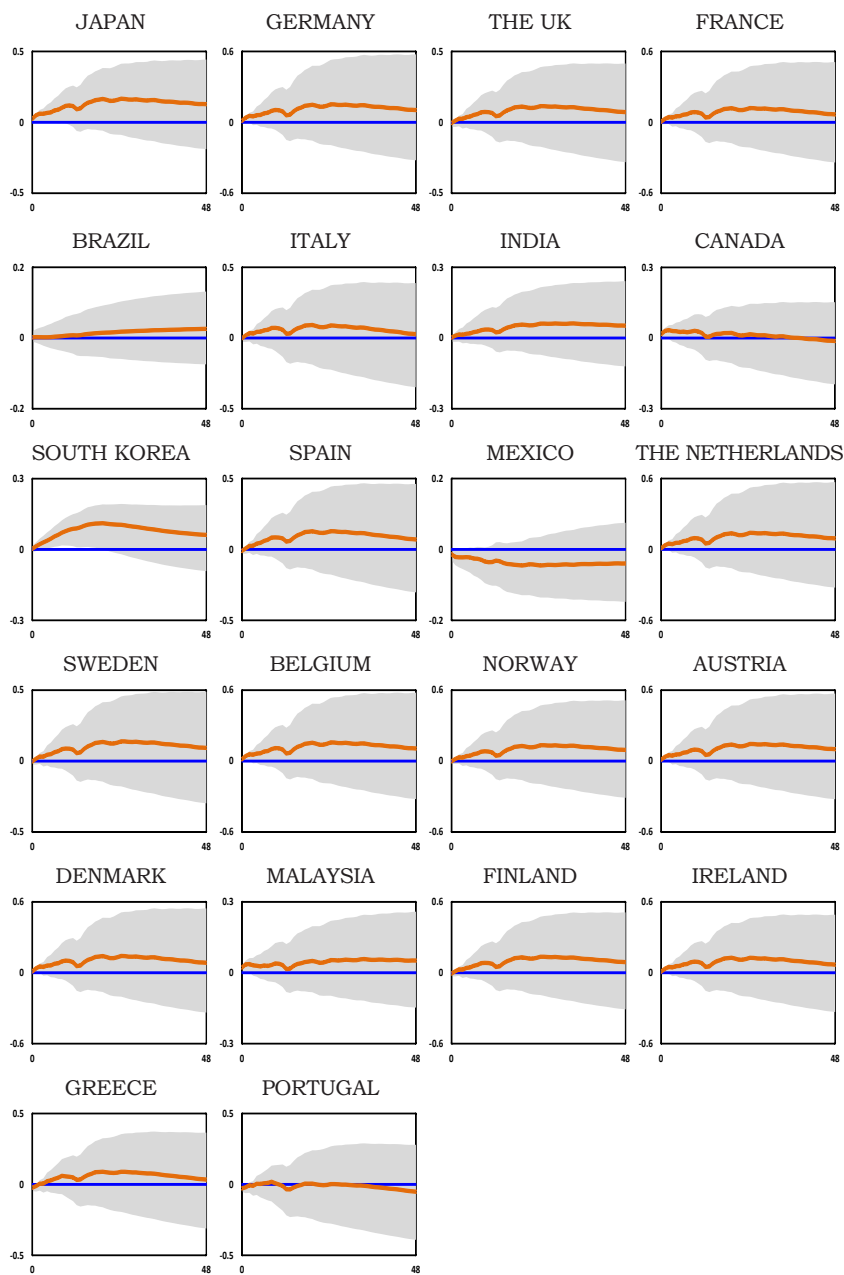 JAPAN GERMANY THE UK FRANCE
0.5 0.6 0.5 0.6
0 0 0 0
-0.5 -0.6 -0.5 -0.6
0 48 0 48 0 48 0 48
BRAZIL ITALY INDIA CANADA
0.2 0.5 0.3 0.3
0 0 0 0
-0.2 -0.5 -0.3 -0.3
0 48 0 48 0 48 0 48
SOUTH KOREA SPAIN MEXICO THE NETHERLANDS
0.3 0.5 0.2 0.6
0 0 0 0
-0.3 -0.5 -0.2 -0.6
0 48 0 48 0 48 0 48
SWEDEN BELGIUM NORWAY AUSTRIA
0.5 0.6 0.6 0.6
0 0 0 0
-0.5 -0.6 -0.6 -0.6
0 48 0 48 0 48 0 48
DENMARK MALAYSIA FINLAND IRELAND
0.6 0.3 0.6 0.6
0 0 0 0
-0.6 -0.3 -0.6 -0.6
0 48 0 48 0 48 0 48
GREECE PORTUGAL
0.5 0.5
0 0
-0.5 -0.5
0 48 0 48